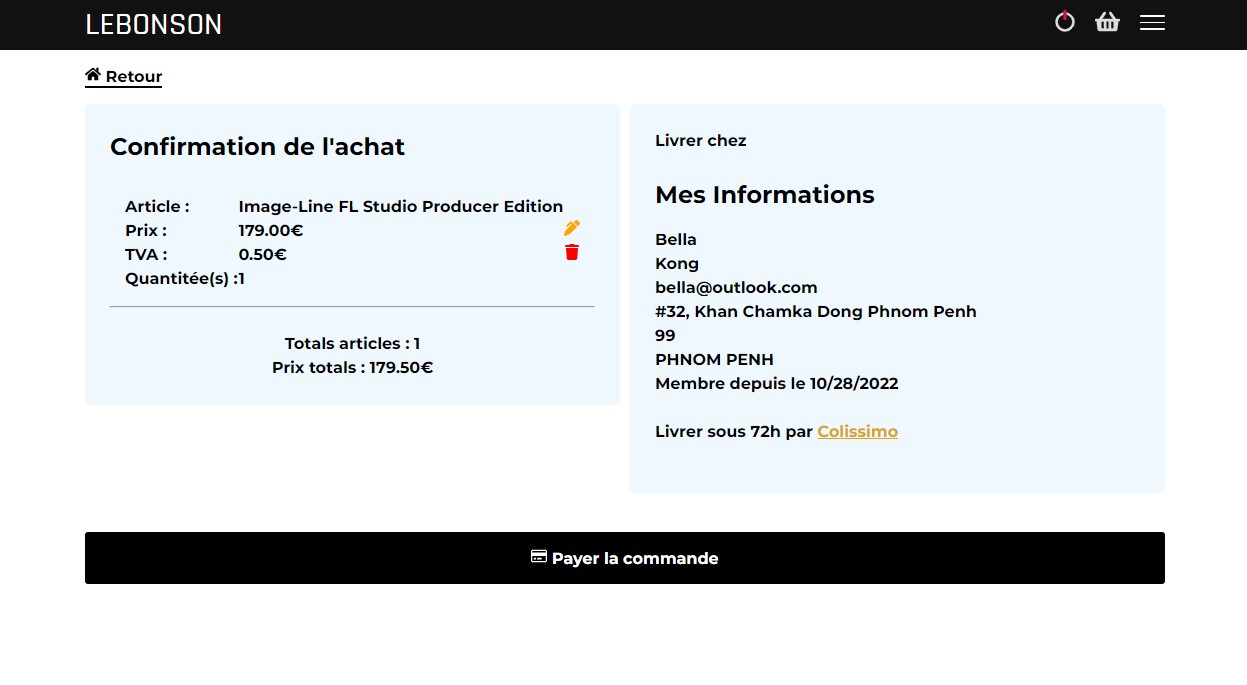 LEBONSON
Retour
Confirmation de l'achat
Article : Image-Line FL Studio Producer Edition
Prix : 179.00€
TVA : 0.50€
Quantitée(s) :1
Totals articles : 1
Prix totals : 179.50€
Livrer chez
Mes Informations
Bella
Kong
bella@outlook.com
#32, Khan Chamka Dong Phnom Penh
99
PHNOM PENH
Membre depuis le 10/28/2022
Livrer sous 72h par Colissimo
Payer la commande